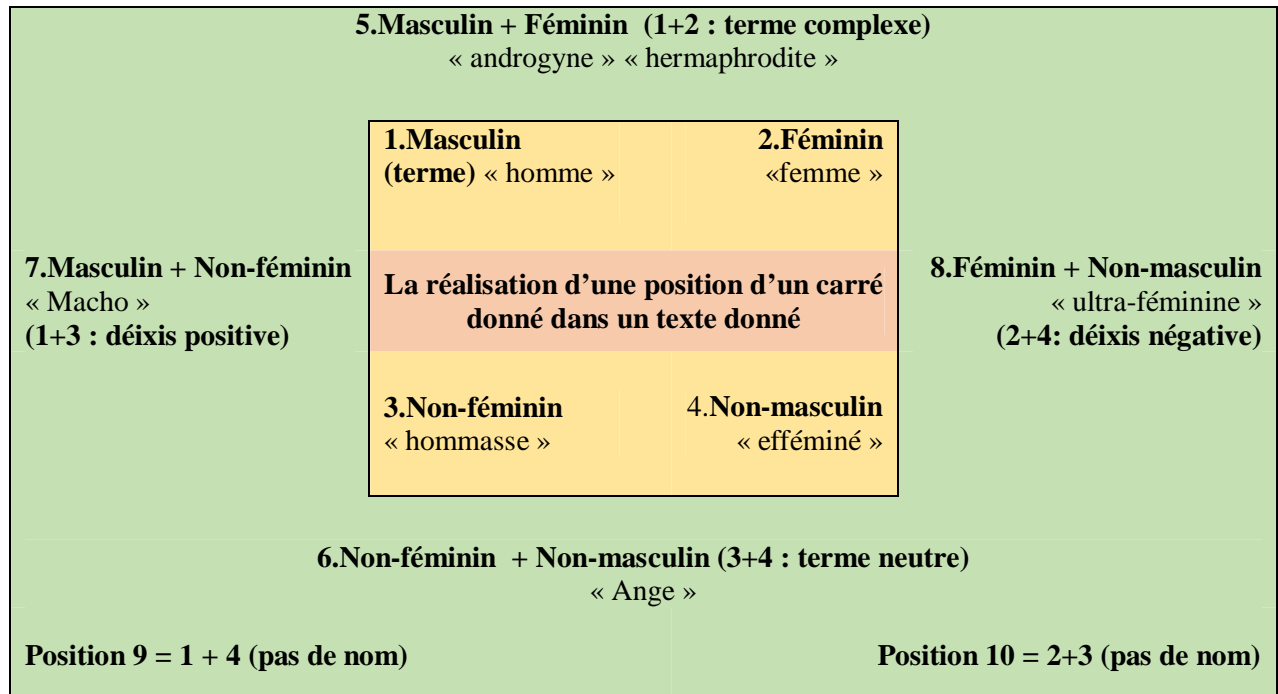 5.Masculin + Féminin (1+2 : terme complexe)
« androgyne » « hermaphrodite »
1.Masculin
(terme) « homme »
2.Féminin
«femme »
7.Masculin + Non-féminin
« Macho »
(1+3 : déixis positive)
La réalisation d’une position d’un carré
donné dans un texte donné
8.Féminin + Non-masculin
« ultra-féminine »
(2+4: déixis négative)
3.Non-féminin
« hommasse »
4.Non-masculin
« efféminé »
6.Non-féminin + Non-masculin (3+4 : terme neutre)
« Ange »
Position 9 = 1 + 4 (pas de nom)
Position 10 = 2+3 (pas de nom)